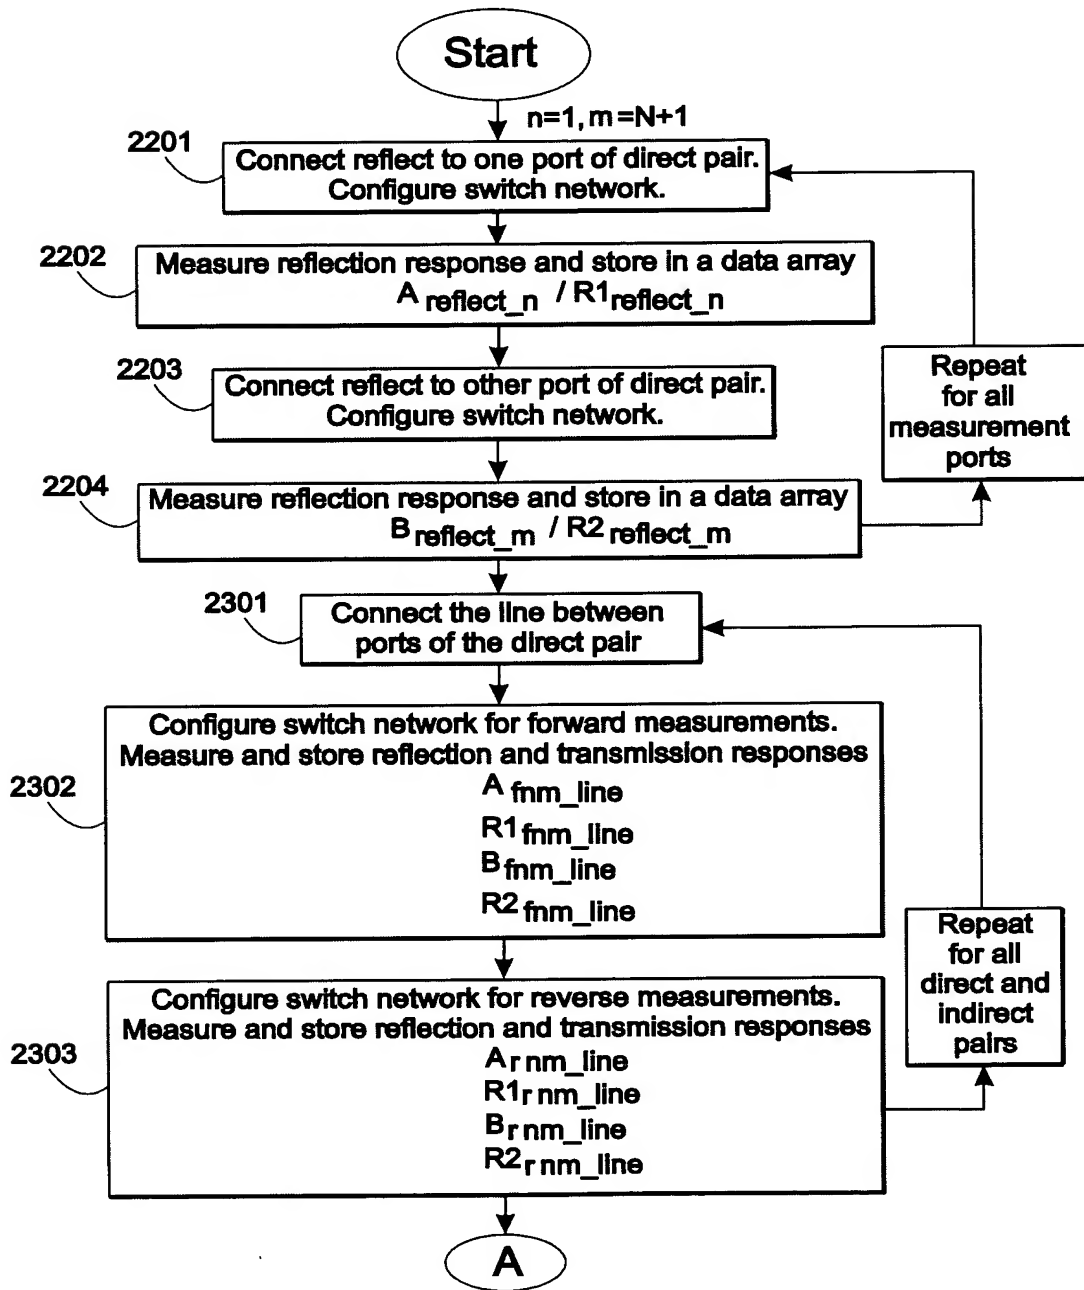 Start
n=1, m=N+1
2201
Connect reflect to one port of direct pair.
Configure switch network.
2202
Measure reflection response and store in a data array
A reflect_n / R1 reflect_n
2203
Connect reflect to other port of direct pair.
Configure switch network.
Repeat
for all
measurement
ports
2204
Measure reflection response and store in a data array
B reflect_m / R2 reflect_m
2301
Connect the line between
ports of the direct pair
2302
Configure switch network for forward measurements.
Measure and store reflection and transmission responses
A fnm_line
R1 fnm_line
B fnm_line
R2 fnm_line
Repeat
for all
direct and
indirect
pairs
2303
Configure switch network for reverse measurements.
Measure and store reflection and transmission responses
A r nm_line
R1 r nm_line
B r nm_line
R2 r nm_line
A